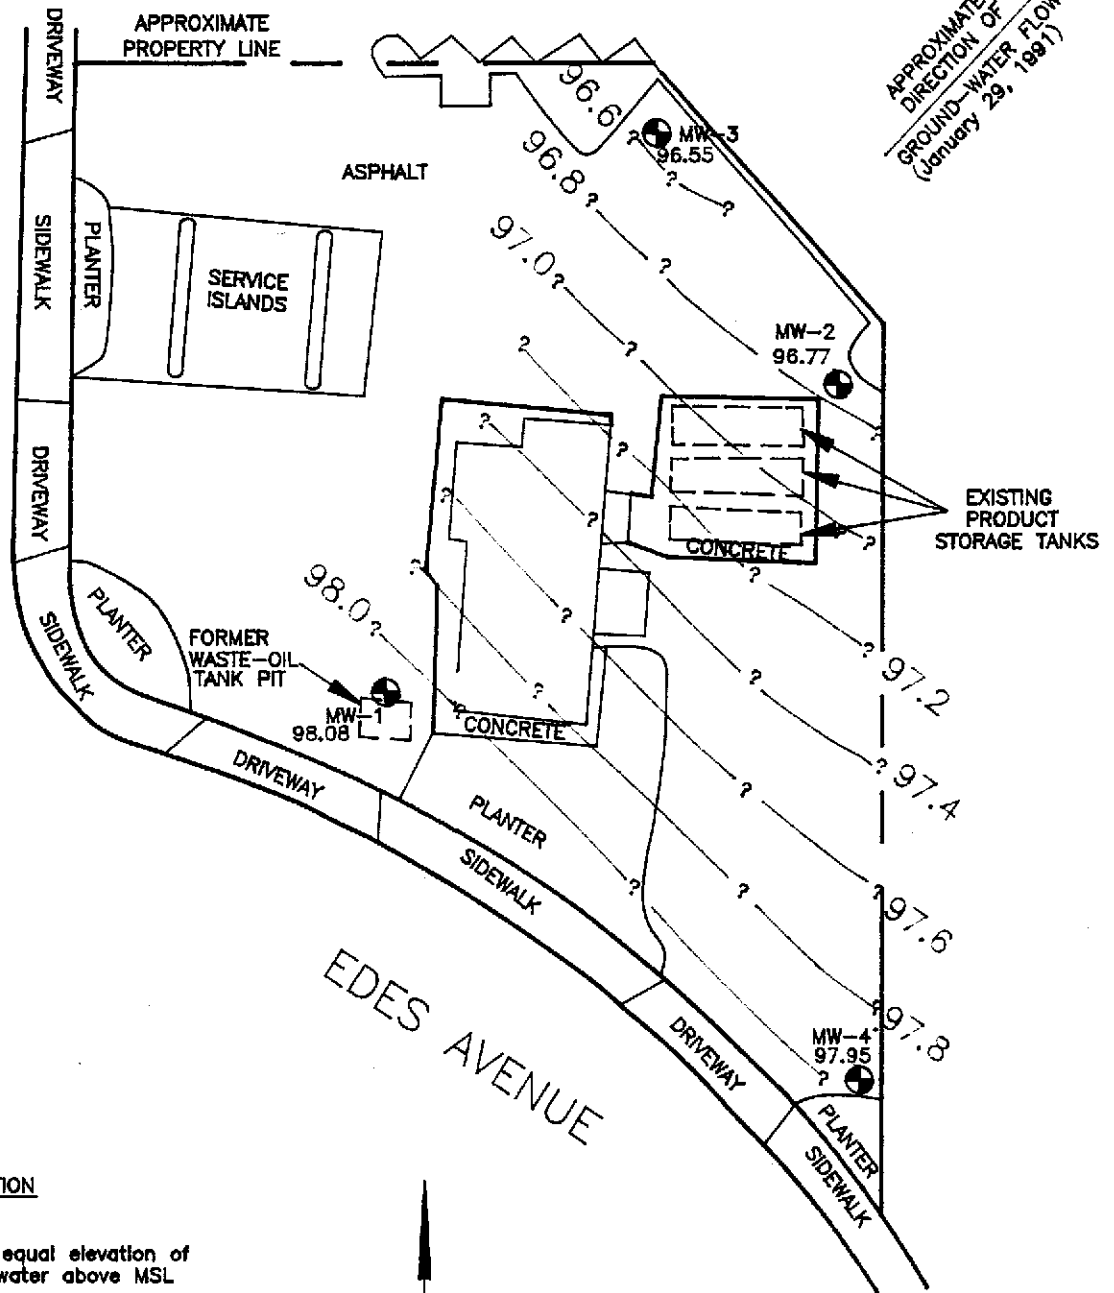 DRIVEWAY
APPROXIMATE
PROPERTY LINE
APPROXIMATE
DIRECTION OF
GROUND-WATER FLOW
(January 29, 1991)
96.6
MW-3
96.55
96.8
ASPHALT
SIDEWALK
PLANTER
SERVICE
ISLANDS
97.0
?
?
?
?
?
?
?
?
MW-2
96.77
?
?
?
?
DRIVEWAY
?
?
EXISTING
PRODUCT
STORAGE TANKS
CONCRETE
?
?
98.0
?
?
?
?
PLANTER
SIDEWALK
FORMER
WASTE-OIL
TANK PIT
97.2
?
?
MW-1
98.08
?
CONCRETE
DRIVEWAY
?
97.4
?
PLANTER
SIDEWALK
?
?
?
97.6
EDES AVENUE
?
97.8
DRIVEWAY
MW-4
97.95
?
PLANTER
SIDEWALK
TION
equal elevation of
water above MSL